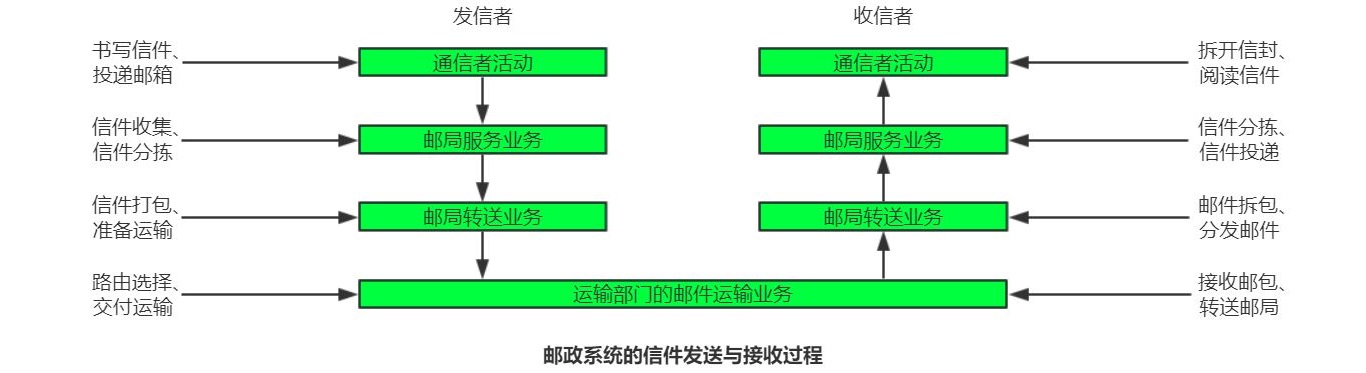 发信者
收信者
书写信件、
投递邮箱
通信者活动
通信者活动
拆开信封、
阅读信件
信件收集、
信件分拣
邮局服务业务
邮局服务业务
信件分拣、
信件投递
信件打包、
准备运输
邮局转送业务
邮局转送业务
邮件拆包、
分发邮件
路由选择、
交付运输
运输部门的邮件运输业务
接收邮包、
转送邮局
邮政系统的信件发送与接收过程